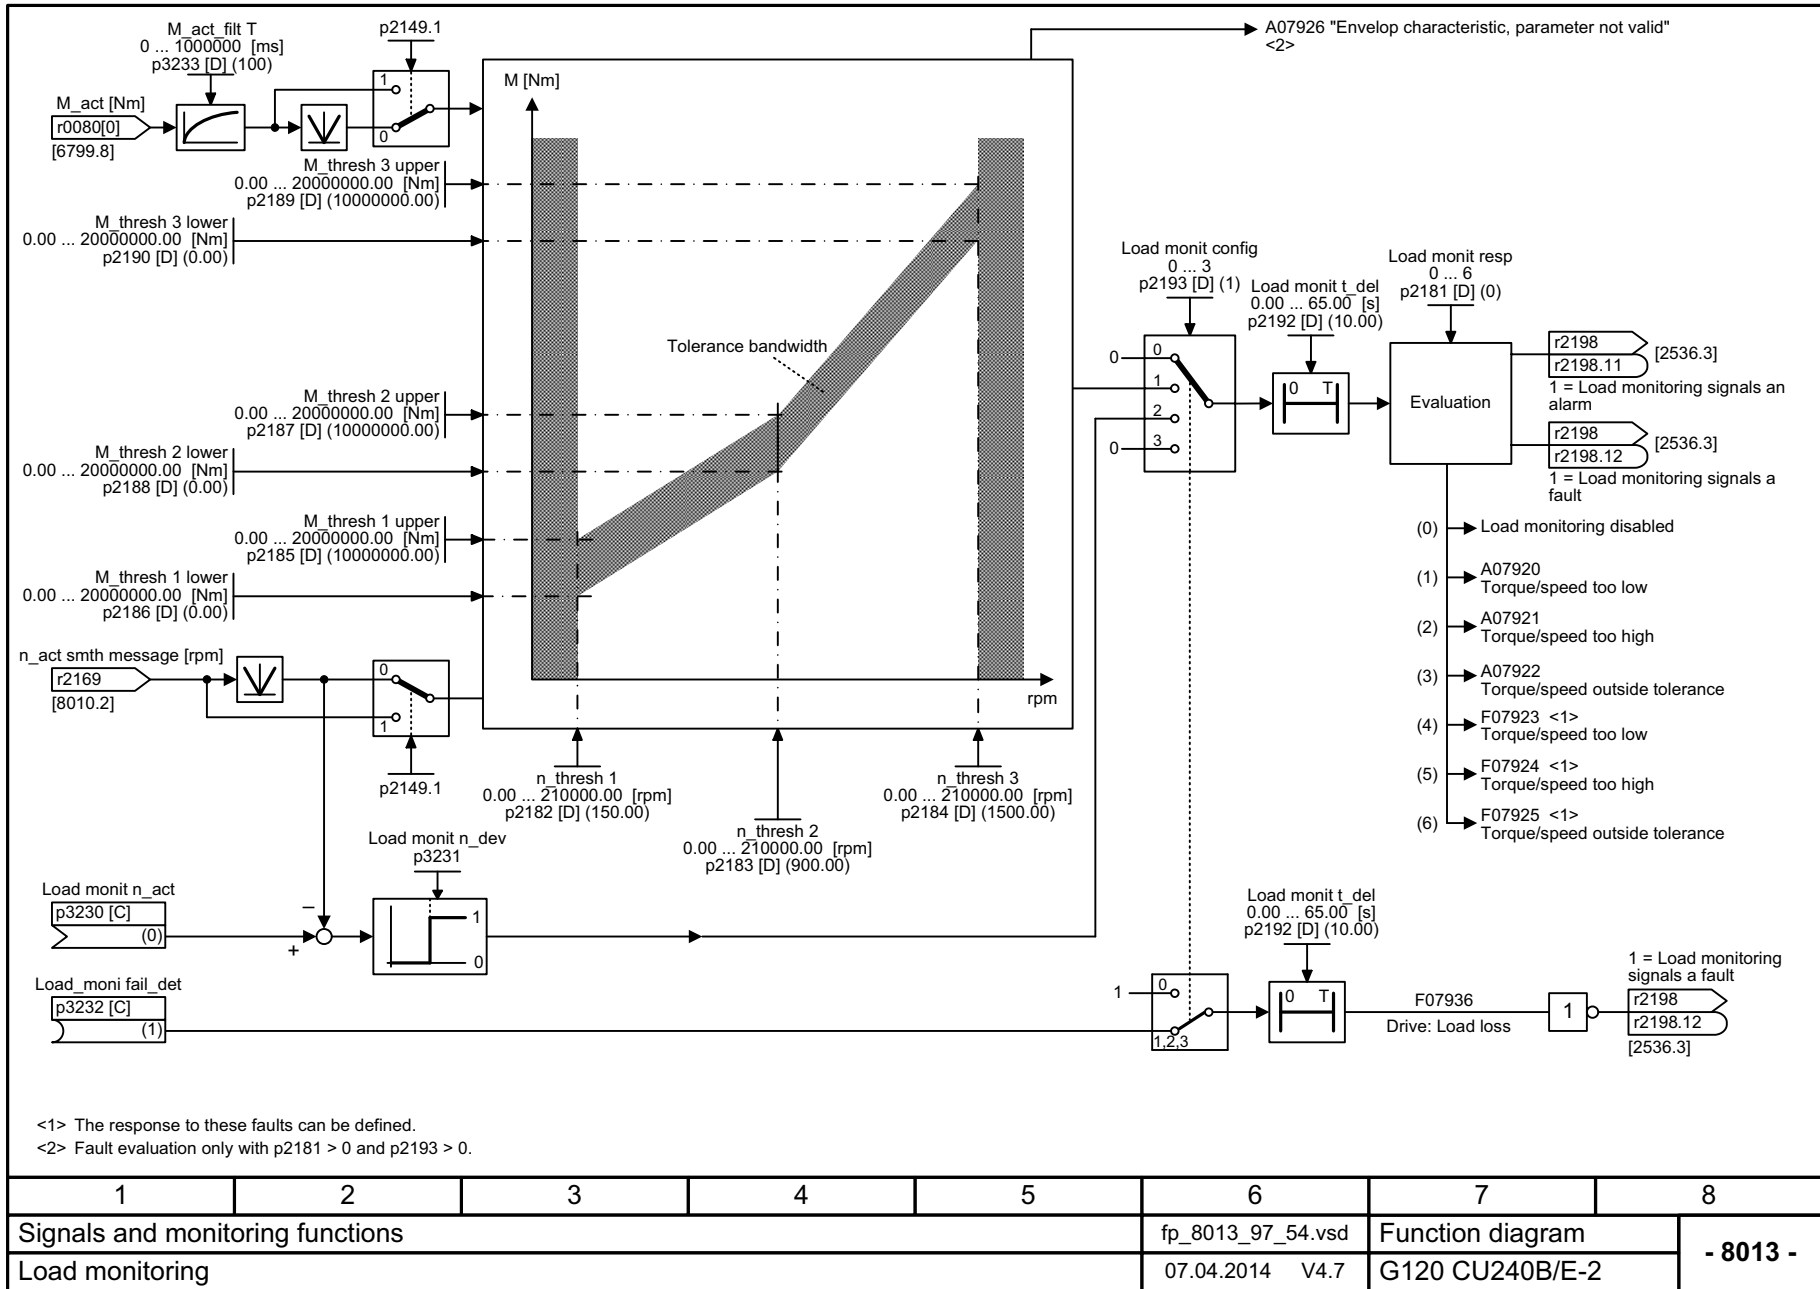 M_act_filt T
0 ... 1000000 [ms]
p3233 [D] (100)
p2149.1
A07926 "Envelop characteristic, parameter not valid"
<2>
M_act [Nm]
r0080[0]
[6799.8]
1
0
M [Nm]
M_thresh 3 upper
0.00 ... 20000000.00 [Nm]
p2189 [D] (10000000.00)
M_thresh 3 lower
0.00 ... 20000000.00 [Nm]
p2190 [D] (0.00)
Tolerance bandwidth
M_thresh 2 upper
0.00 ... 20000000.00 [Nm]
p2187 [D] (10000000.00)
M_thresh 2 lower
0.00 ... 20000000.00 [Nm]
p2188 [D] (0.00)
M_thresh 1 upper
0.00 ... 20000000.00 [Nm]
p2185 [D] (10000000.00)
M_thresh 1 lower
0.00 ... 20000000.00 [Nm]
p2186 [D] (0.00)
n_act smth message [rpm]
r2169
[8010.2]
0
1
p2149.1
rpm
n_thresh 1
0.00 ... 210000.00 [rpm]
p2182 [D] (150.00)
n_thresh 2
0.00 ... 210000.00 [rpm]
p2183 [D] (900.00)
n_thresh 3
0.00 ... 210000.00 [rpm]
p2184 [D] (1500.00)
Load monit config
0 ... 3
p2193 [D] (1)
0
0
1
2
0
3
Load monit t_del
0.00 ... 65.00 [s]
p2192 [D] (10.00)
0 T
Load monit resp
0 ... 6
p2181 [D] (0)
Evaluation
r2198
r2198.11
[2536.3]
1 = Load monitoring signals an
alarm
r2198
r2198.12
[2536.3]
1 = Load monitoring signals a
fault
(0) Load monitoring disabled
(1) A07920
Torque/speed too low
(2) A07921
Torque/speed too high
(3) A07922
Torque/speed outside tolerance
(4) F07923 <1>
Torque/speed too low
(5) F07924 <1>
Torque/speed too high
(6) F07925 <1>
Torque/speed outside tolerance
Load monit n_dev
p3231
1
0
Load monit n_act
p3230 [C]
(0)
–
+
Load_moni fail_det
p3232 [C]
(1)
1
0
1,2,3
Load monit t_del
0.00 ... 65.00 [s]
p2192 [D] (10.00)
0 T
F07936
Drive: Load loss
1
1 = Load monitoring
signals a fault
r2198
r2198.12
[2536.3]
<1> The response to these faults can be defined.
<2> Fault evaluation only with p2181 > 0 and p2193 > 0.
1 2 3 4 5 6 7 8
Signals and monitoring functions
fp_8013_97_54.vsd
Function diagram
- 8013 -
Load monitoring
07.04.2014 V4.7
G120 CU240B/E-2